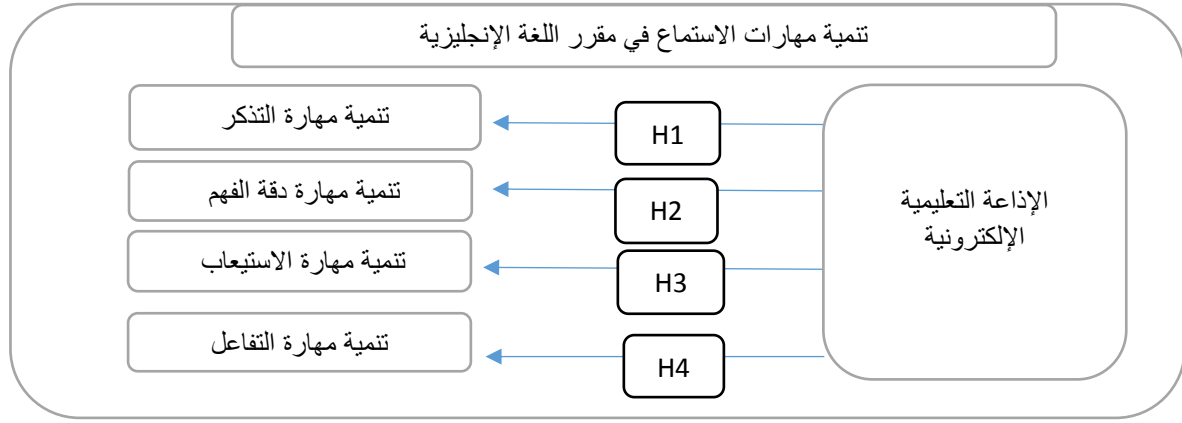 تنمية مهارات الاستماع في مقرر اللغة الإنجليزية
الإذاعة التعليمية
الإلكترونية
H1
تنمية مهارة التذكر
H2
تنمية مهارة دقة الفهم
H3
تنمية مهارة الاستيعاب
H4
تنمية مهارة التفاعل